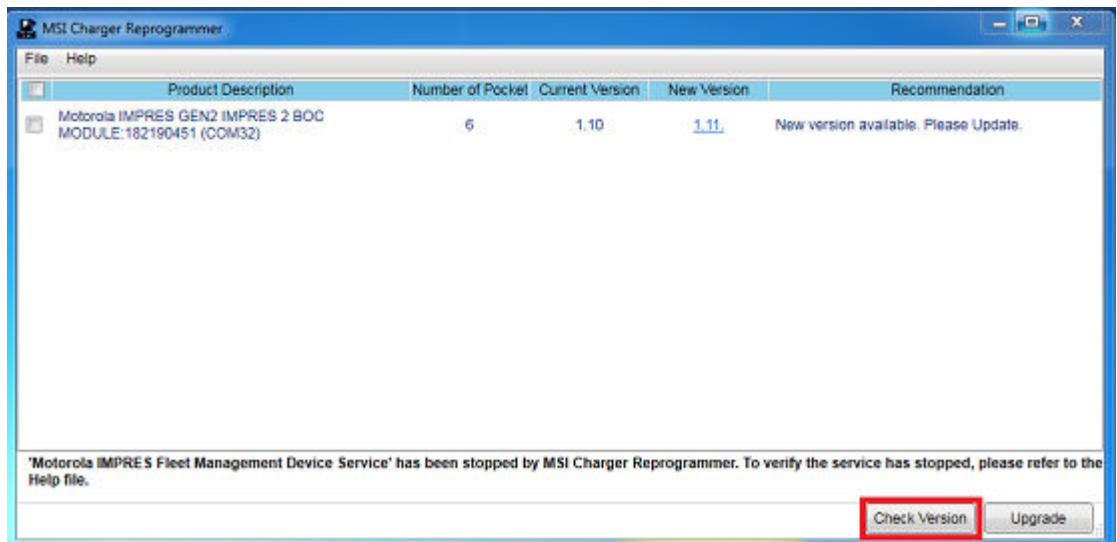 MSI Charger Reprogrammer
File Help
Product Description Number of Pocket Current Version New Version Recommendation
Motorola IMPRES GEN2 IMPRES 2 BOC
MODULE:182190451 (COM32) 6 1.10 1.11. New version available. Please Update.
'Motorola IMPRES Fleet Management Device Service' has been stopped by MSI Charger Reprogrammer. To verify the service has stopped, please refer to the
Help file.
Check Version Upgrade